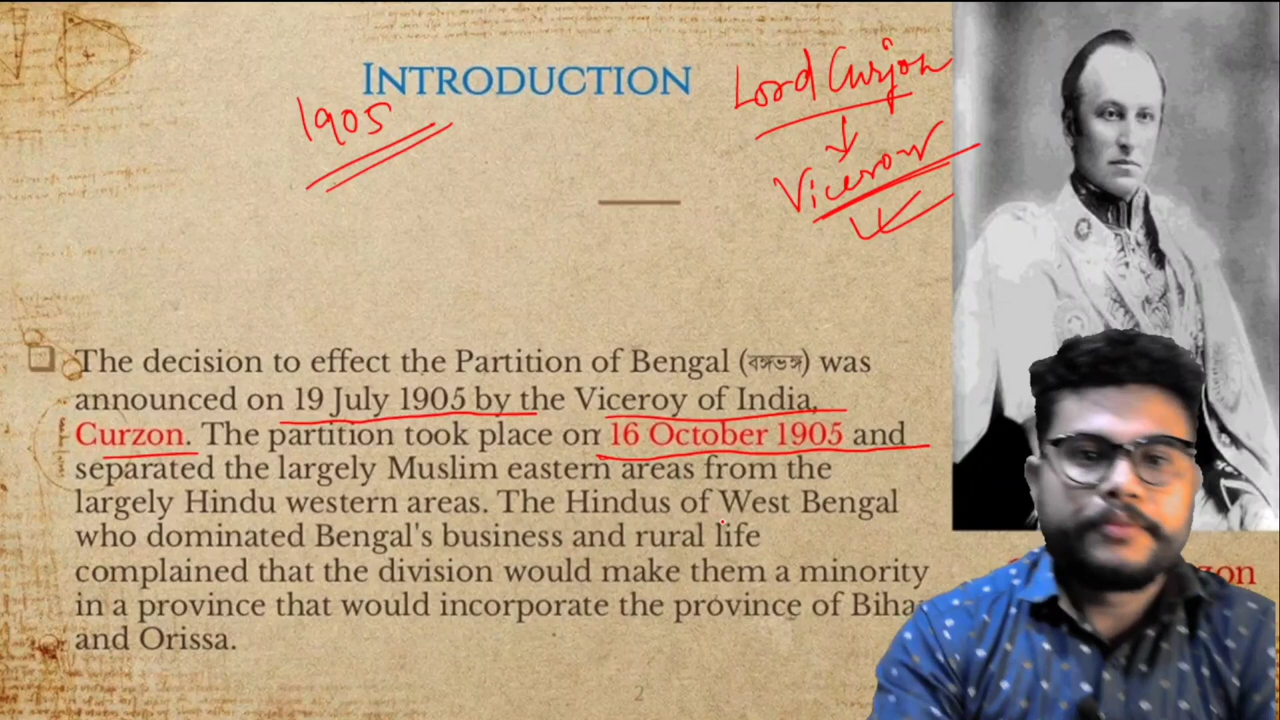 INTRODUCTION
Lord Curjon
1905
Viceroy
The decision to effect the Partition of Bengal (বঙ্গভঙ্গ) was
announced on 19 July 1905 by the Viceroy of India,
Curzon. The partition took place on 16 October 1905 and
separated the largely Muslim eastern areas from the
largely Hindu western areas. The Hindus of West Bengal
who dominated Bengal's business and rural life
complained that the division would make them a minority
in a province that would incorporate the province of Biha
and Orissa.
2